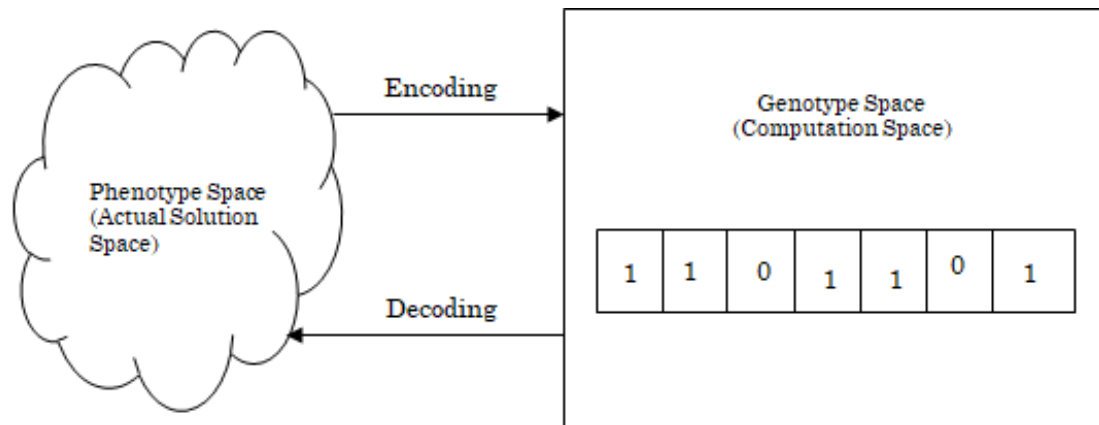 Encoding
Genotype Space
(Computation Space)
Phenotype Space
(Actual Solution
Space)
1 1 0 1 1 0 1
Decoding